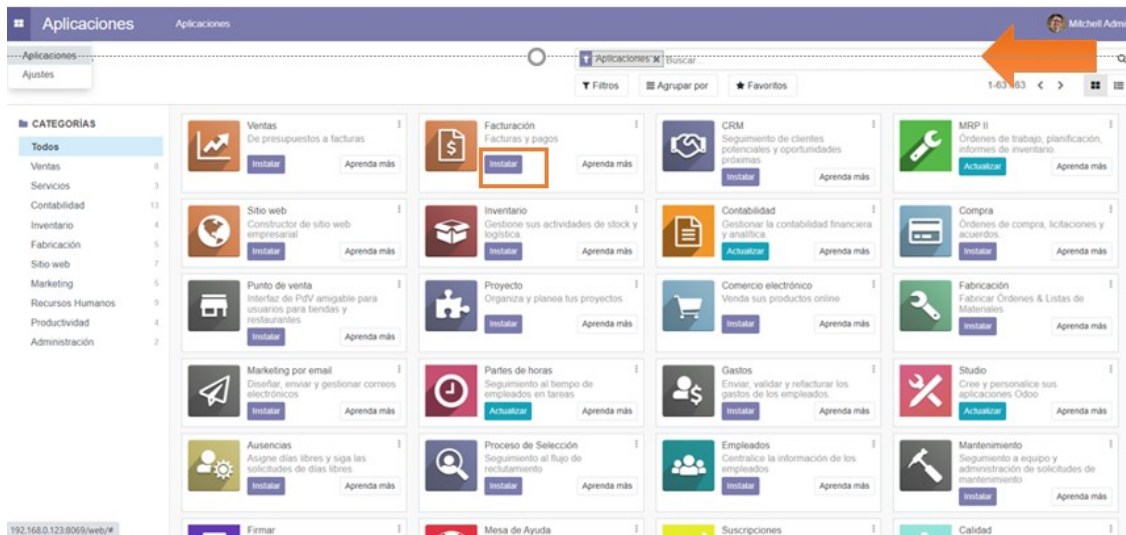 Aplicaciones
Aplicaciones
Mitchell Admi
Aplicaciones
Ajustes
Aplicaciones x Buscar...
Filtros
Agrupar por
Favoritos
CATEGORÍAS
Todos
Ventas 8
Servicios 3
Contabilidad 13
Inventario 4
Fabricación 5
Sitio web 7
Marketing 5
Recursos Humanos 9
Productividad 4
Administración 2
Ventas
De presupuestos a facturas
Instalar
Aprenda más
Facturación
Facturas y pagos
Instalar
Aprenda más
CRM
Seguimiento de clientes
potenciales y oportunidades
próximas
Instalar
Aprenda más
MRP II
Órdenes de trabajo, planificación,
informes de inventario.
Actualizar
Aprenda más
Sitio web
Constructor de sitio web
empresarial
Instalar
Aprenda más
Inventario
Gestione sus actividades de stock y
logística.
Instalar
Aprenda más
Contabilidad
Gestionar la contabilidad financiera
y analítica.
Actualizar
Aprenda más
Compra
Órdenes de compra, licitaciones y
acuerdos.
Instalar
Aprenda más
Punto de venta
Interfaz de PdV amigable para
usuarios para tiendas y
restaurantes
Instalar
Aprenda más
Proyecto
Organiza y planea tus proyectos
Instalar
Aprenda más
Comercio electrónico
Venda sus productos online
Instalar
Aprenda más
Fabricación
Fabricar Órdenes & Listas de
Materiales
Instalar
Aprenda más
Marketing por email
Diseñar, enviar y gestionar correos
electrónicos
Instalar
Aprenda más
Partes de horas
Seguimiento al tiempo de
empleados en tareas
Actualizar
Aprenda más
Gastos
Enviar, validar y refacturar los
gastos de los empleados.
Instalar
Aprenda más
Studio
Cree y personalice sus
aplicaciones Odoo
Actualizar
Aprenda más
Ausencias
Asigne días libres y siga las
solicitudes de días libres
Instalar
Aprenda más
Proceso de Selección
Seguimiento al flujo de
reclutamiento
Instalar
Aprenda más
Empleados
Centralice la información de los
empleados
Instalar
Aprenda más
Mantenimiento
Seguimiento a equipo y
administración de solicitudes de
mantenimiento
Instalar
Aprenda más
192.168.0.123:8069/web/#
Firmar
Mesa de Ayuda
Suscripciones
Calidad